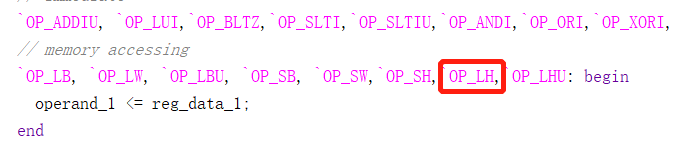 `OP_ADDIU, `OP_LUI,`OP_BLTZ,`OP_SLTI,`OP_SLTIU,`OP_ANDI,`OP_ORI,`OP_XORI,
// memory accessing
`OP_LB, `OP_LW, `OP_LBU, `OP_SB, `OP_SW,`OP_SH,`OP_LH,`OP_LHU: begin
operand_1 <= reg_data_1;
end